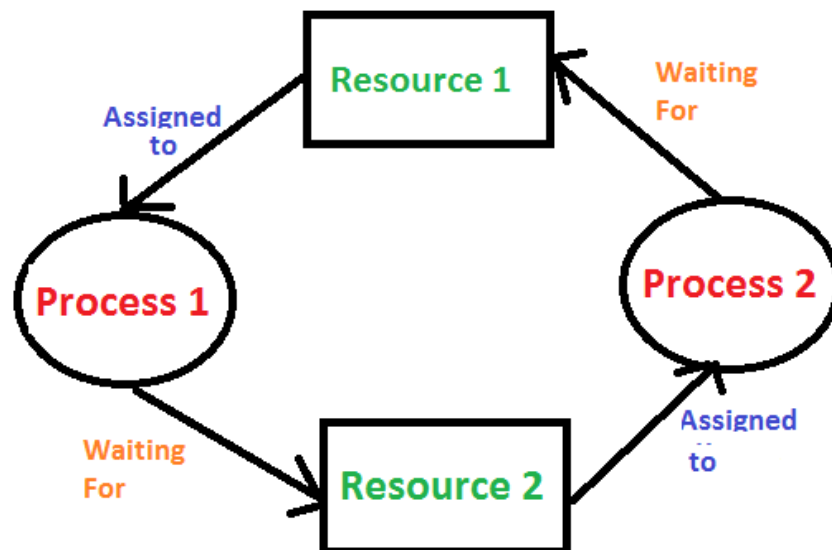 Resource 1
Waiting
For
Assigned
to
Process 1
Process 2
Waiting
For
Resource 2
Assigned
to